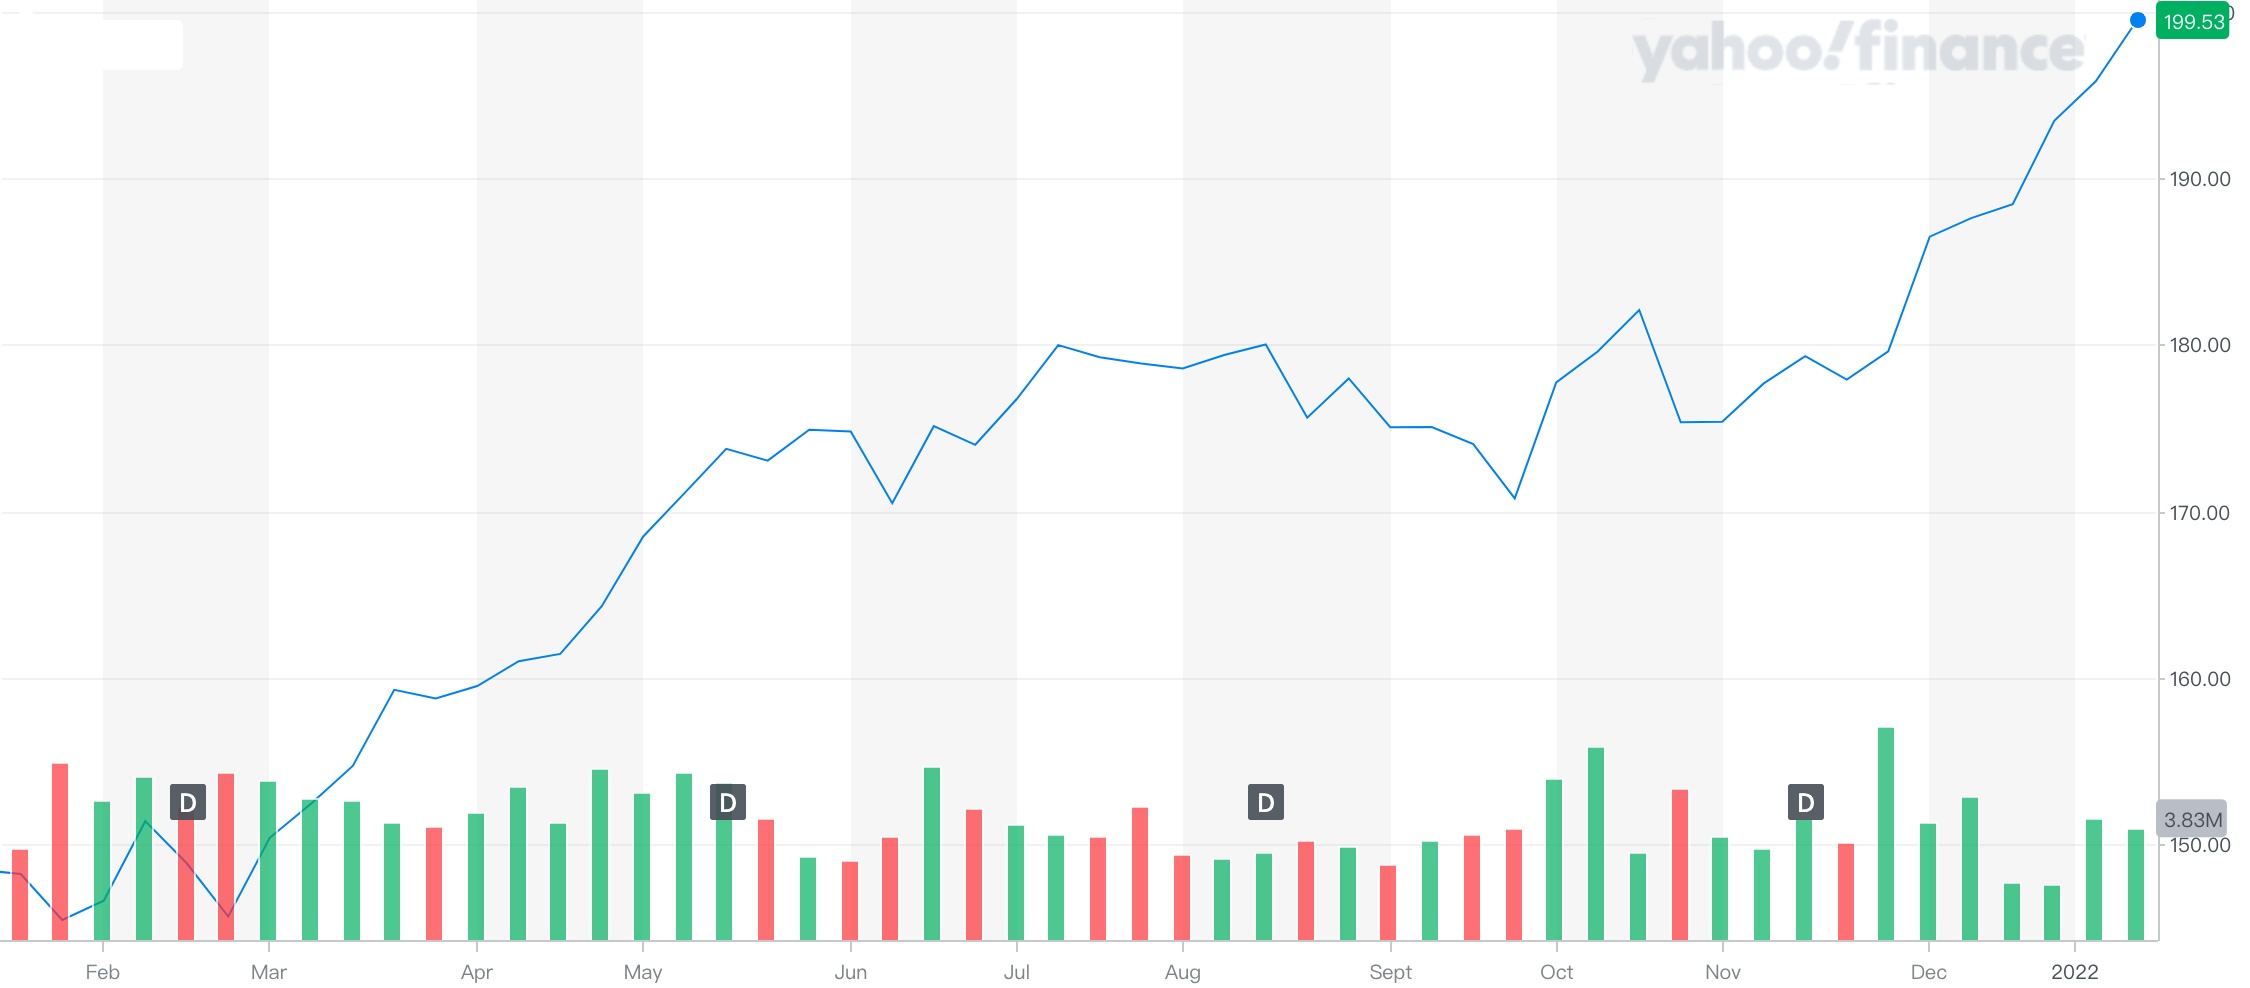 yahoo!finance
199.53
190.00
180.00
170.00
160.00
D D D D
3.83M
150.00
Feb Mar Apr May Jun Jul Aug Sept Oct Nov Dec 2022